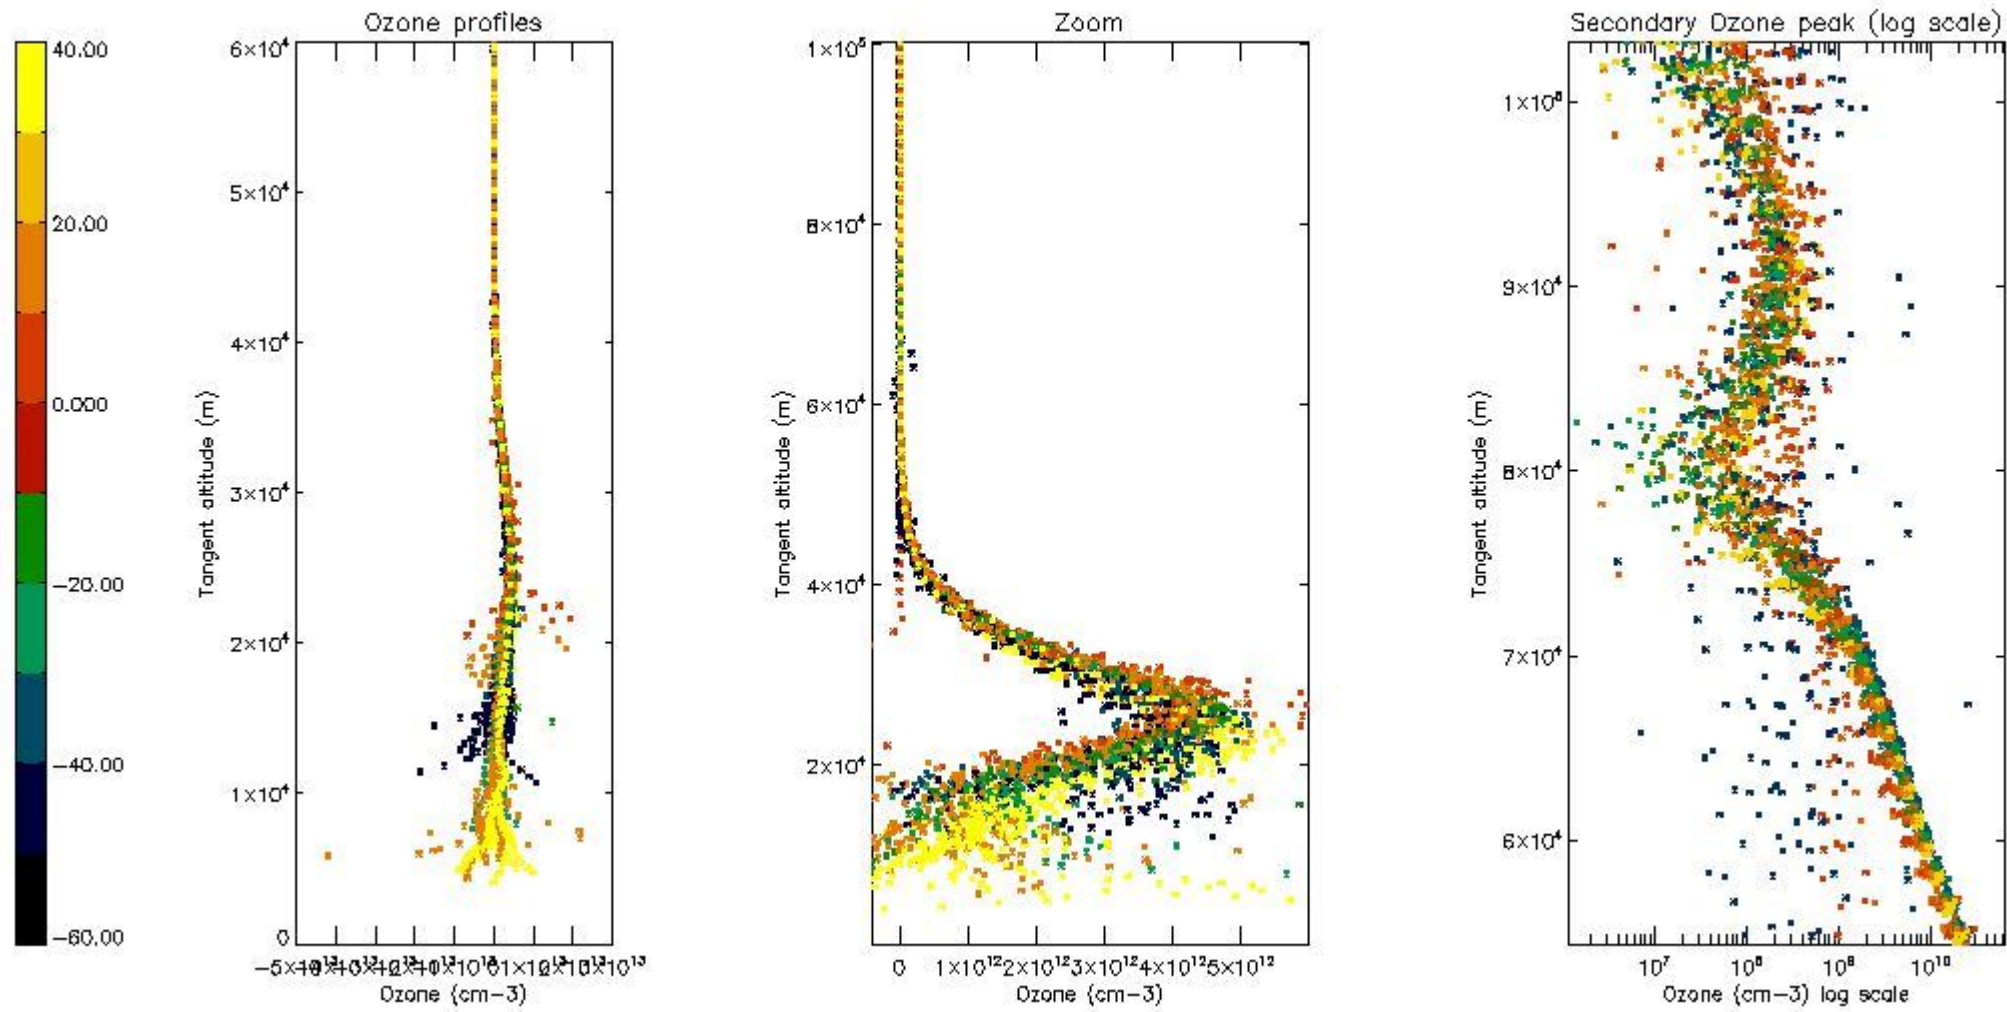 Ozone profiles
Zoom
Secondary Ozone peak (log scale)
40.00
20.00
0.000
−20.00
−40.00
−60.00
6×10⁴
5×10⁴
4×10⁴
3×10⁴
2×10⁴
1×10⁴
0
Tangent altitude (m)
Ozone (cm−3)
1×10⁵
8×10⁴
6×10⁴
4×10⁴
2×10⁴
Tangent altitude (m)
0 1×10¹² 2×10¹² 3×10¹² 4×10¹² 5×10¹²
Ozone (cm−3)
1×10⁵
9×10⁴
8×10⁴
7×10⁴
6×10⁴
Tangent altitude (m)
10⁷ 10⁸ 10⁹ 10¹⁰
Ozone (cm−3) log scale